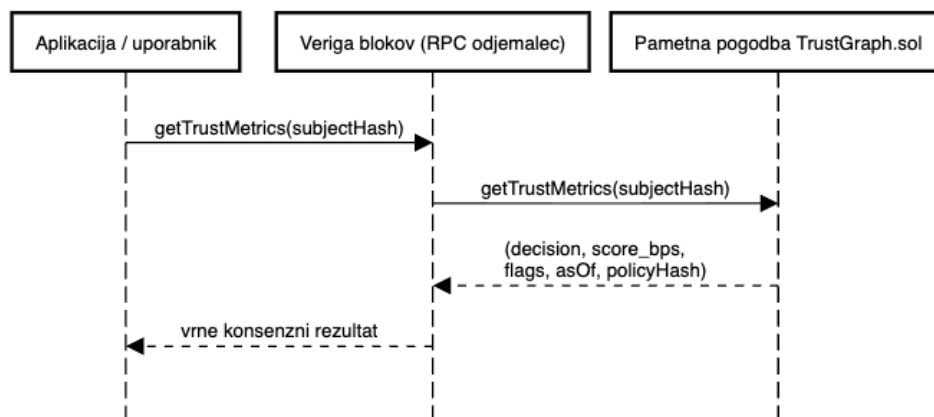 Aplikacija / uporabnik
Veriga blokov (RPC odjemalec)
Pametna pogodba TrustGraph.sol
getTrustMetrics(subjectHash)
getTrustMetrics(subjectHash)
(decision, score_bps,
flags, asOf, policyHash)
vrne konsenzni rezultat